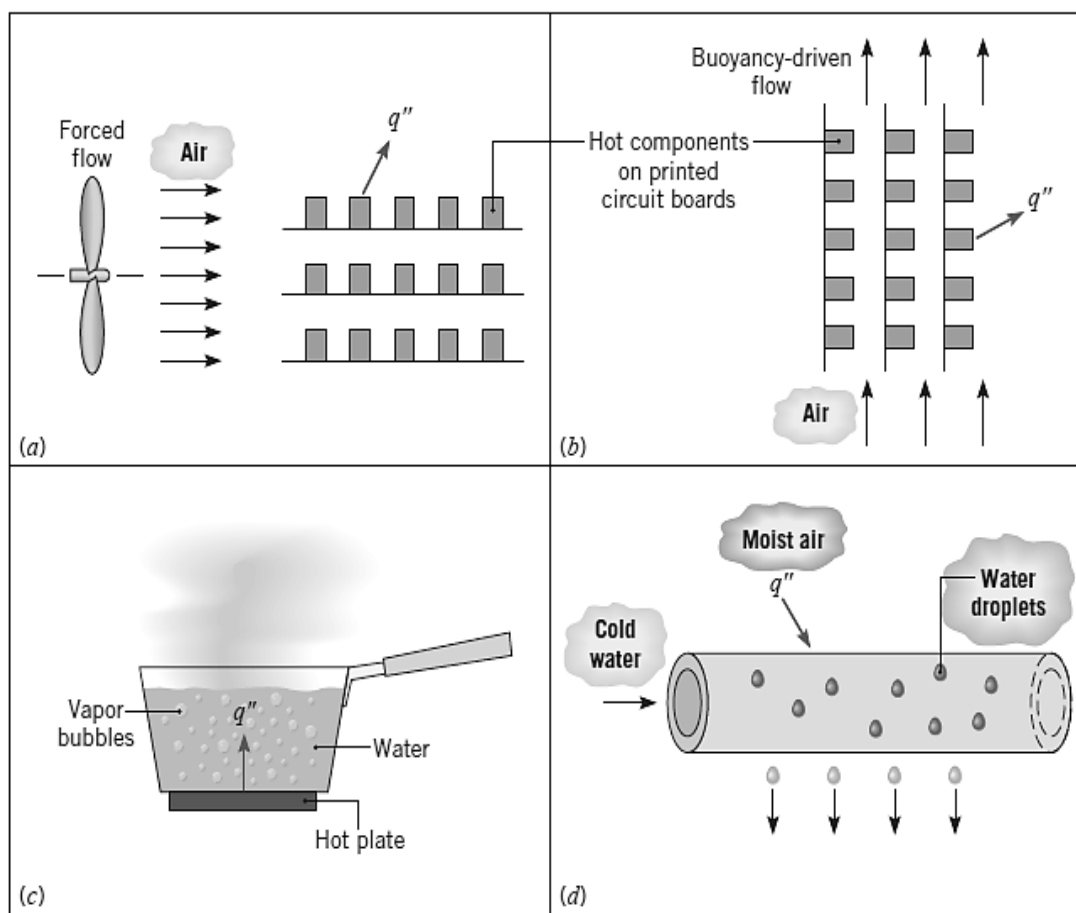 Forced
flow
Air
q″
(a)
Buoyancy-driven
flow
Hot components
on printed
circuit boards
q″
Air
(b)
Vapor
bubbles
q″
Water
Hot plate
(c)
Moist air
q″
Water
droplets
Cold
water
(d)